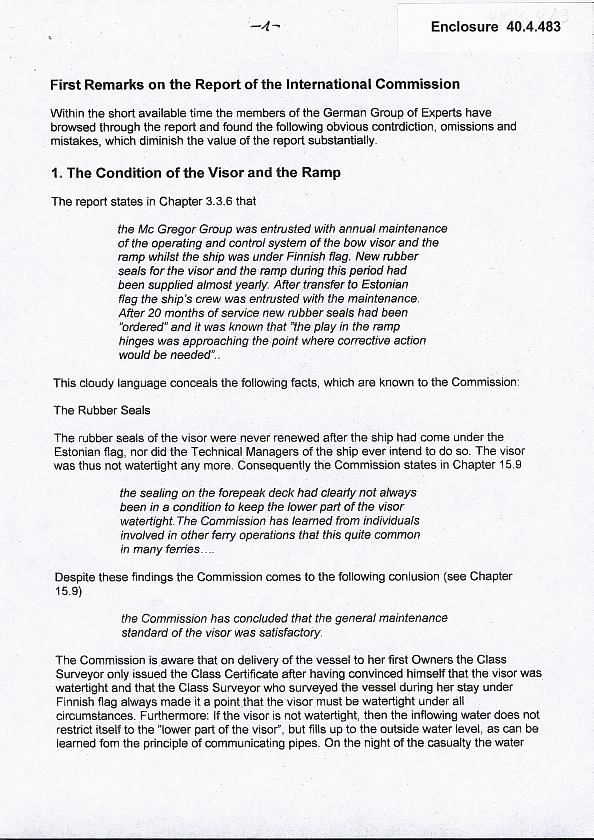 -1-
Enclosure 40.4.483
First Remarks on the Report of the International Commission
Within the short available time the members of the German Group of Experts have
browsed through the report and found the following obvious contrdiction, omissions and
mistakes, which diminish the value of the report substantially.
1. The Condition of the Visor and the Ramp
The report states in Chapter 3.3.6 that
the Mc Gregor Group was entrusted with annual maintenance
of the operating and control system of the bow visor and the
ramp whilst the ship was under Finnish flag. New rubber
seals for the visor and the ramp during this period had
been supplied almost yearly. After transfer to Estonian
flag the ship's crew was entrusted with the maintenance.
After 20 months of service new rubber seals had been
"ordered" and it was known that "the play in the ramp
hinges was approaching the point where corrective action
would be needed"..
This cloudy language conceals the following facts, which are known to the Commission:
The Rubber Seals
The rubber seals of the visor were never renewed after the ship had come under the
Estonian flag, nor did the Technical Managers of the ship ever intend to do so. The visor
was thus not watertight any more. Consequently the Commission states in Chapter 15.9
the sealing on the forepeak deck had clearly not always
been in a condition to keep the lower part of the visor
watertight. The Commission has learned from individuals
involved in other ferry operations that this quite common
in many ferries....
Despite these findings the Commission comes to the following conlusion (see Chapter
15.9)
the Commission has concluded that the general maintenance
standard of the visor was satisfactory.
The Commission is aware that on delivery of the vessel to her first Owners the Class
Surveyor only issued the Class Certificate after having convinced himself that the visor was
watertight and that the Class Surveyor who surveyed the vessel during her stay under
Finnish flag always made it a point that the visor must be watertight under all
circumstances. Furthermore: If the visor is not watertight, then the inflowing water does not
restrict itself to the "lower part of the visor", but fills up to the outside water level, as can be
learned fom the principle of communicating pipes. On the night of the casualty the water